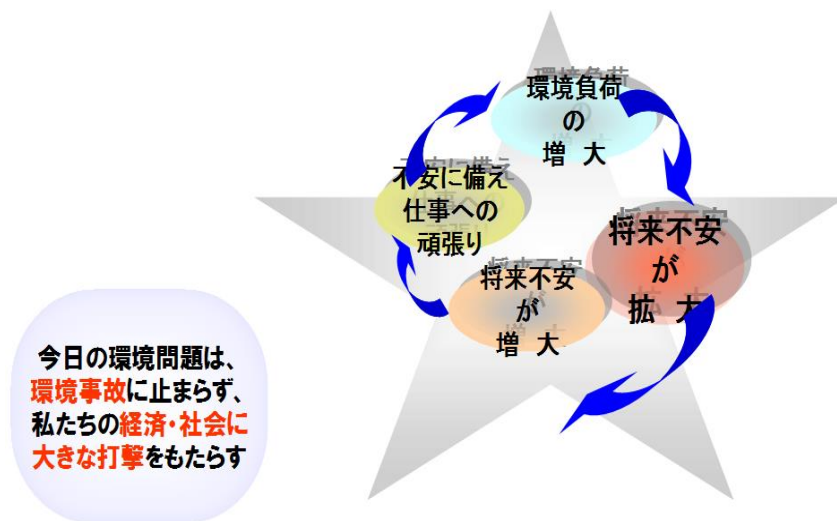 環境負荷
の
増 大
不安に備え
仕事への
頑張り
将来不安
が
拡 大
将来不安
が
増 大
今日の環境問題は、
環境事故に止まらず、
私たちの経済・社会に
大きな打撃をもたらす